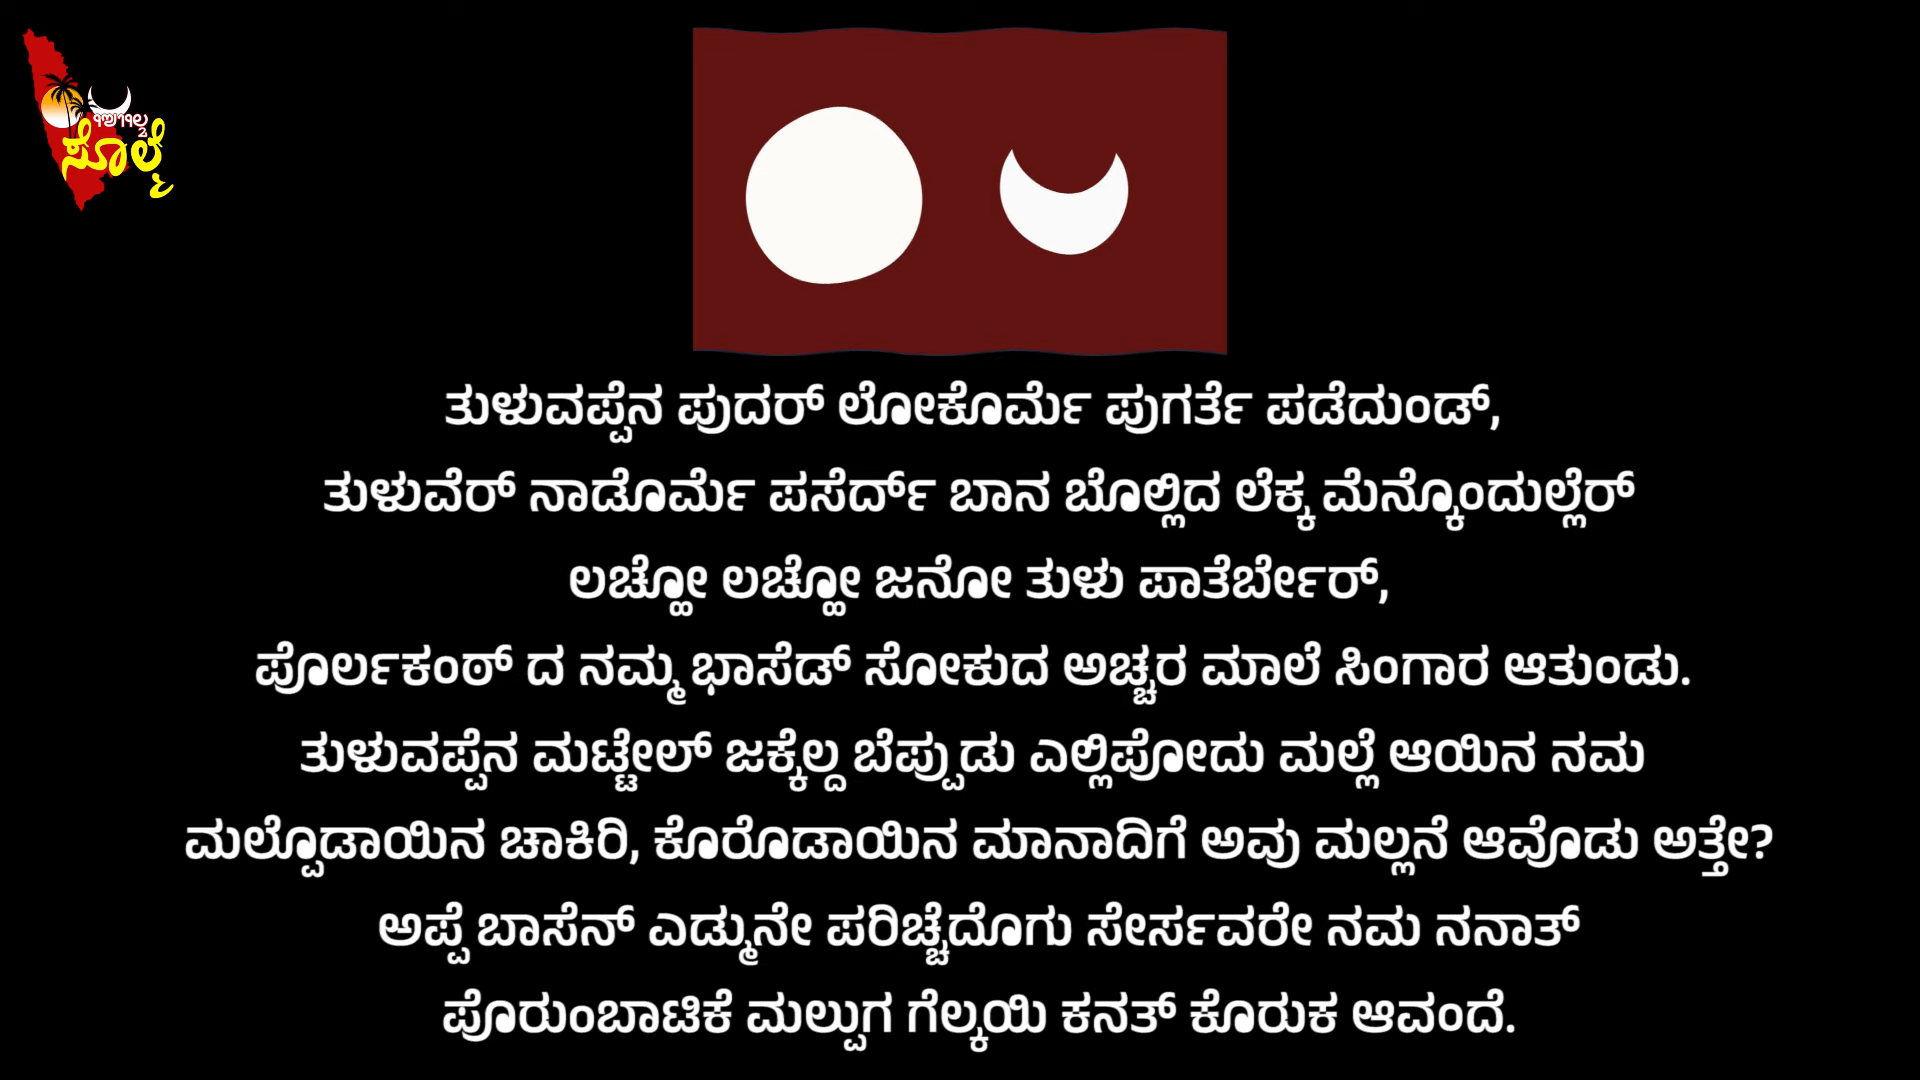 ಸೊಲ್ಮೆ
ತುಳುವಪ್ಪೆನ ಪುದರ್ ಲೋಕೊರ್ಮೆ ಪುಗರ್ತೆ ಪಡೆದುಂಡ್,
ತುಳುವೆರ್ ನಾಡೊರ್ಮೆ ಪಸೆರ್ದ್ ಬಾನ ಬೊಲ್ಲಿದ ಲೆಕ್ಕ ಮೆನ್ಕೊಂದುಲ್ಲೆರ್
ಲಚ್ಹೋ ಲಚ್ಹೋ ಜನೋ ತುಳು ಪಾತೆರ್ಬೇರ್,
ಪೊರ್ಲಕಂಠ್ ದ ನಮ್ಮ ಭಾಸೆಡ್ ಸೋಕುದ ಅಚ್ಚರ ಮಾಲೆ ಸಿಂಗಾರ ಆತುಂಡು.
ತುಳುವಪ್ಪೆನ ಮಟ್ಟೇಲ್ ಜಕ್ಕೆಲ್ದ ಬೆಪ್ಪುಡು ಎಲ್ಲಿಪೋದು ಮಲ್ಲೆ ಆಯಿನ ನಮ
ಮಲ್ಪೊಡಾಯಿನ ಚಾಕಿರಿ, ಕೊರೊಡಾಯಿನ ಮಾನಾದಿಗೆ ಅವು ಮಲ್ಲನೆ ಆವೊಡು ಅತ್ತೇ?
ಅಪ್ಪೆ ಬಾಸೆನ್ ಎಡ್ಮುನೇ ಪರಿಚ್ಚೆದೊಗು ಸೇರ್ಸವರೇ ನಮ ನನಾತ್
ಪೊರುಂಬಾಟಿಕೆ ಮಲ್ಪುಗ ಗೆಲ್ಕಯಿ ಕನತ್ ಕೊರುಕ ಆವಂದೆ.